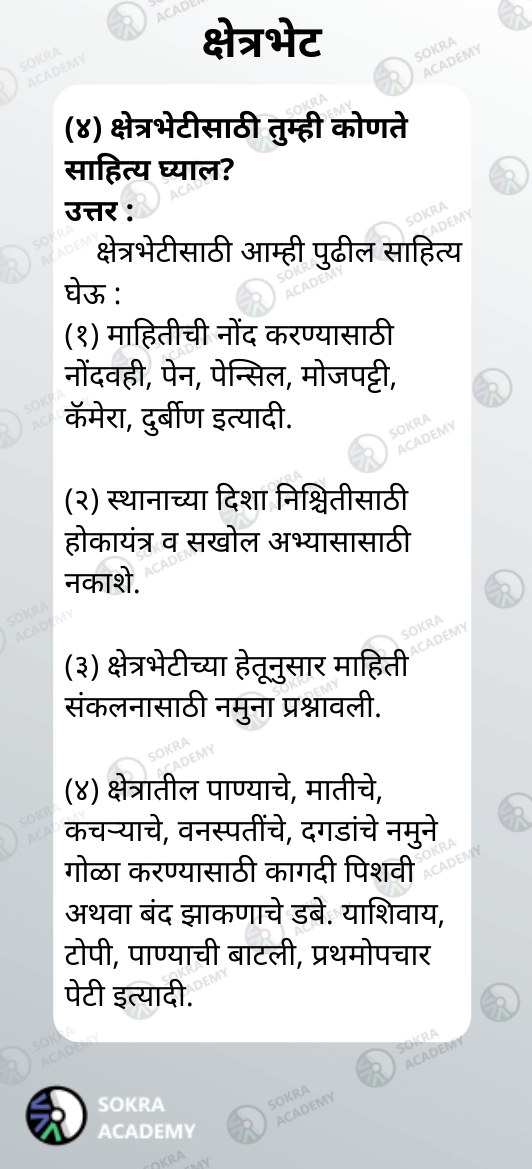 क्षेत्रभेट
(४) क्षेत्रभेटीसाठी तुम्ही कोणते
साहित्य घ्याल?
उत्तर :
क्षेत्रभेटीसाठी आम्ही पुढील साहित्य
घेऊ :
(१) माहितीची नोंद करण्यासाठी
नोंदवही, पेन, पेन्सिल, मोजपट्टी,
कॅमेरा, दुर्बीण इत्यादी.
(२) स्थानाच्या दिशा निश्चितीसाठी
होकायंत्र व सखोल अभ्यासासाठी
नकाशे.
(३) क्षेत्रभेटीच्या हेतूनुसार माहिती
संकलनासाठी नमुना प्रश्नावली.
(४) क्षेत्रातील पाण्याचे, मातीचे,
कचऱ्याचे, वनस्पतींचे, दगडांचे नमुने
गोळा करण्यासाठी कागदी पिशवी
अथवा बंद झाकणाचे डबे. याशिवाय,
टोपी, पाण्याची बाटली, प्रथमोपचार
पेटी इत्यादी.
SOKRA
ACADEMY